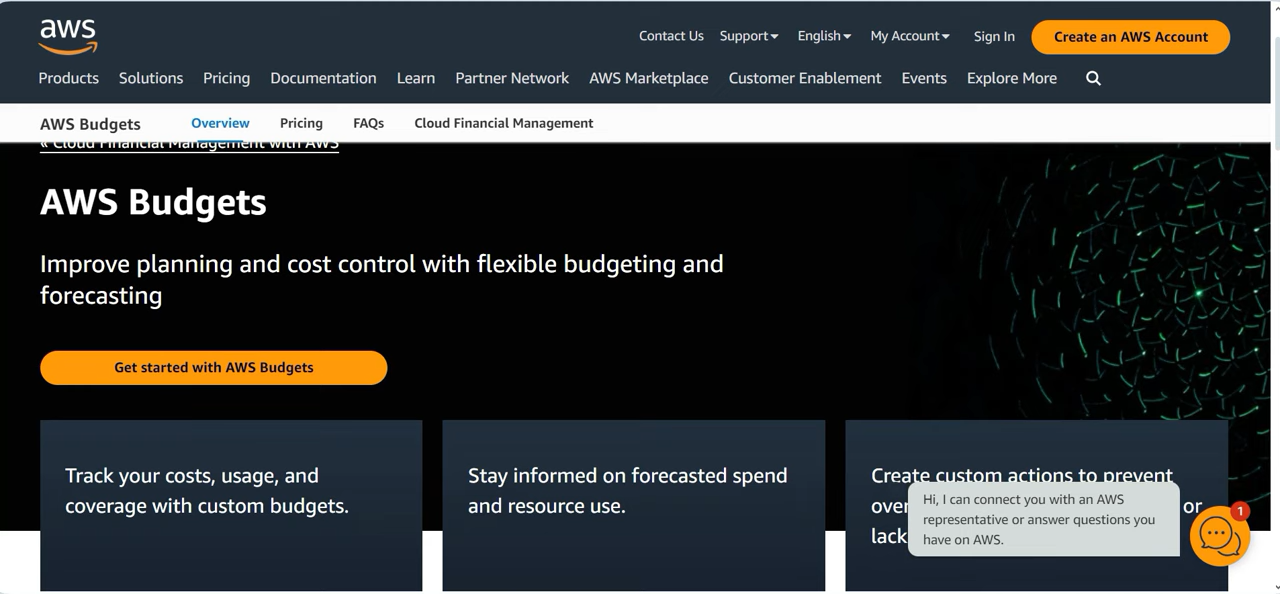 aws
Contact Us Support English My Account Sign In Create an AWS Account
Products Solutions Pricing Documentation Learn Partner Network AWS Marketplace Customer Enablement Events Explore More
AWS Budgets Overview Pricing FAQs Cloud Financial Management
« Cloud Financial Management with AWS
AWS Budgets
Improve planning and cost control with flexible budgeting and
forecasting
Get started with AWS Budgets
Track your costs, usage, and
coverage with custom budgets.
Stay informed on forecasted spend
and resource use.
Create custom actions to prevent
or
lack
Hi, I can connect you with an AWS
representative or answer questions you
have on AWS.
1